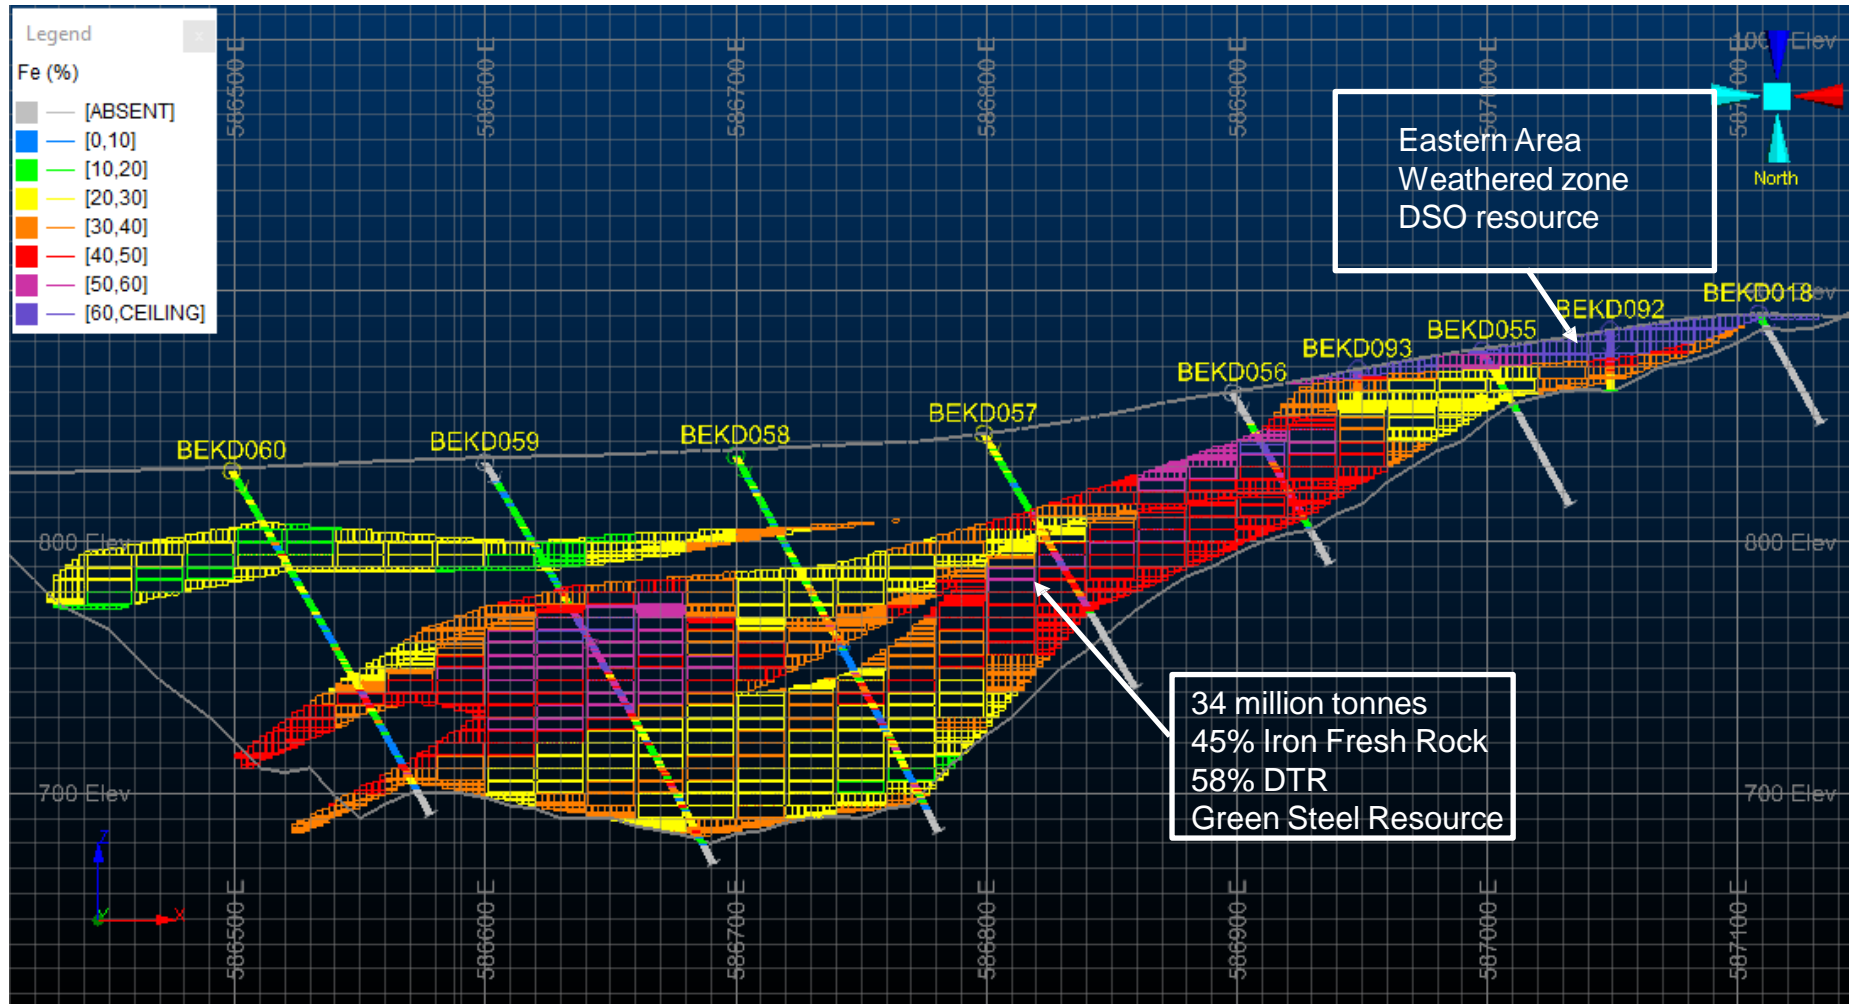 Legend
x
Fe (%)
[ABSENT]
[0,10]
[10,20]
[20,30]
[30,40]
[40,50]
[50,60]
[60,CEILING]
586500 E
586600 E
586700 E
586800 E
586900 E
587000 E
587100 E
Elev
North
Eastern Area
Weathered zone
DSO resource
BEKD018
BEKD092
BEKD055
BEKD093
BEKD056
BEKD057
BEKD058
BEKD059
BEKD060
800 Elev
800 Elev
34 million tonnes
45% Iron Fresh Rock
58% DTR
Green Steel Resource
700 Elev
700 Elev
Z
Y
X
586500 E
586600 E
586700 E
586800 E
586900 E
587000 E
587100 E